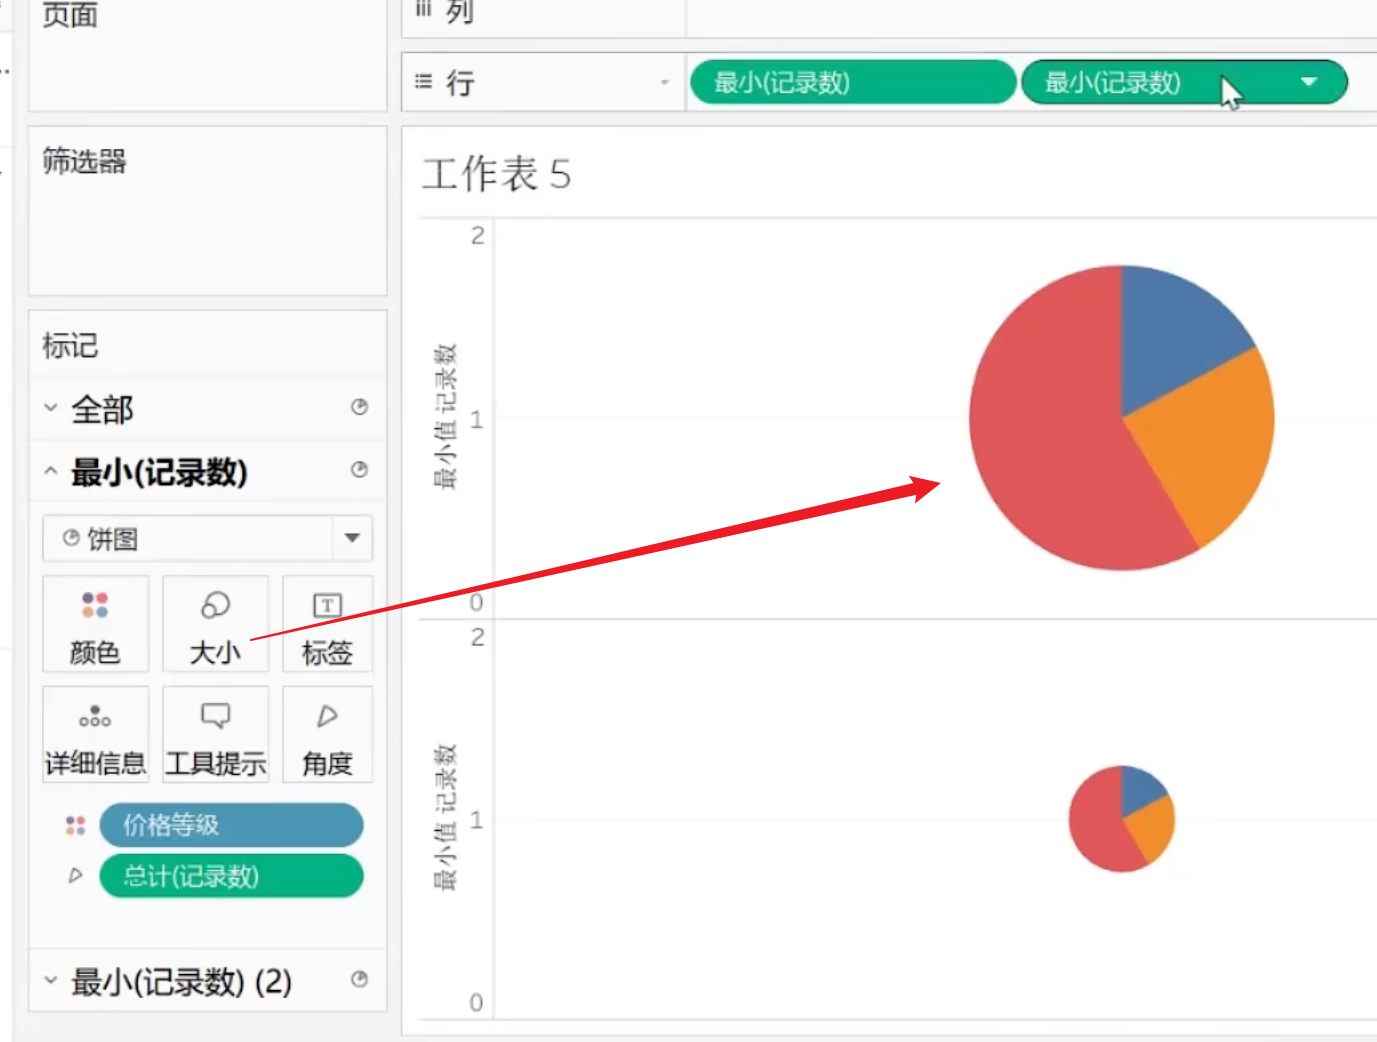 页面
列
行
最小(记录数)
最小(记录数)
筛选器
工作表 5
标记
全部
最小(记录数)
饼图
颜色
大小
T
标签
详细信息
工具提示
角度
价格等级
总计(记录数)
最小(记录数) (2)
2
1
0
最小值 记录数
2
1
0
最小值 记录数